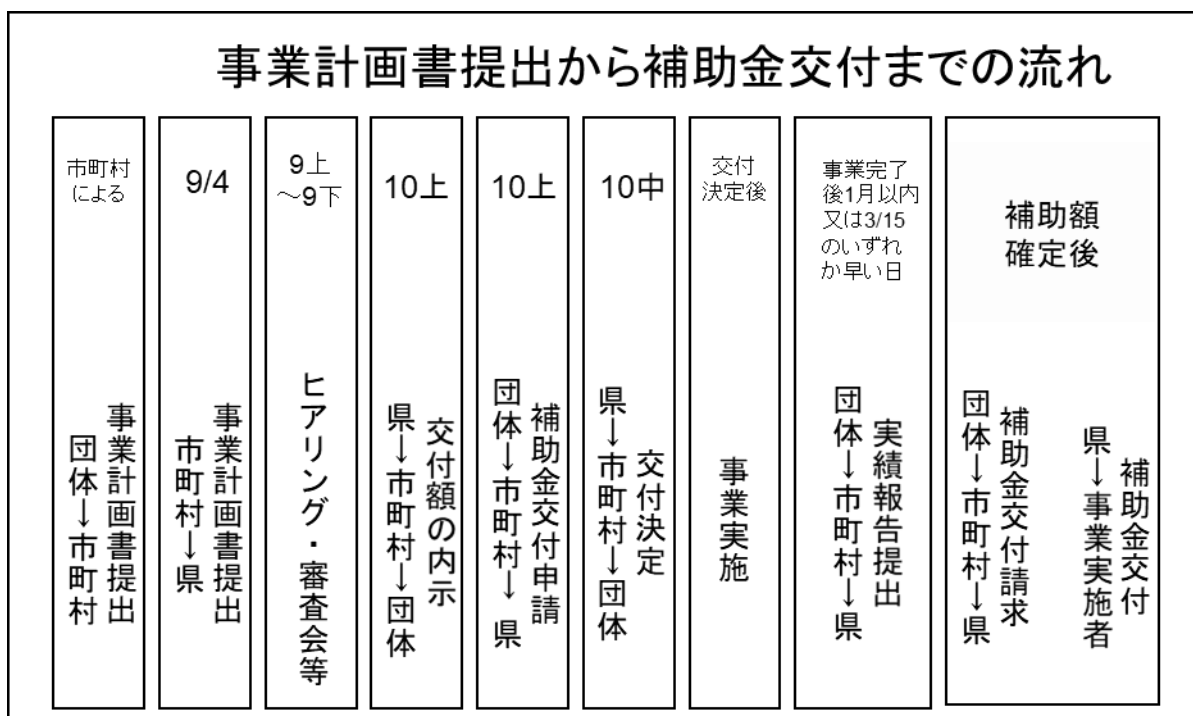 事業計画書提出から補助金交付までの流れ
市町村
による
事業計画書提出
団体→市町村
9/4
事業計画書提出
市町村→県
9上
～9下
ヒアリング・審査会等
10上
交付額の内示
県→市町村→団体
10上
補助金交付申請
団体→市町村→ 県
10中
交付決定
県→市町村→団体
交付
決定後
事業実施
事業完了
後1月以内
又は3/15
のいずれ
か早い日
実績報告提出
団体→市町村→県
補助額
確定後
補助金交付請求
団体→市町村→県
補助金交付
県→事業実施者